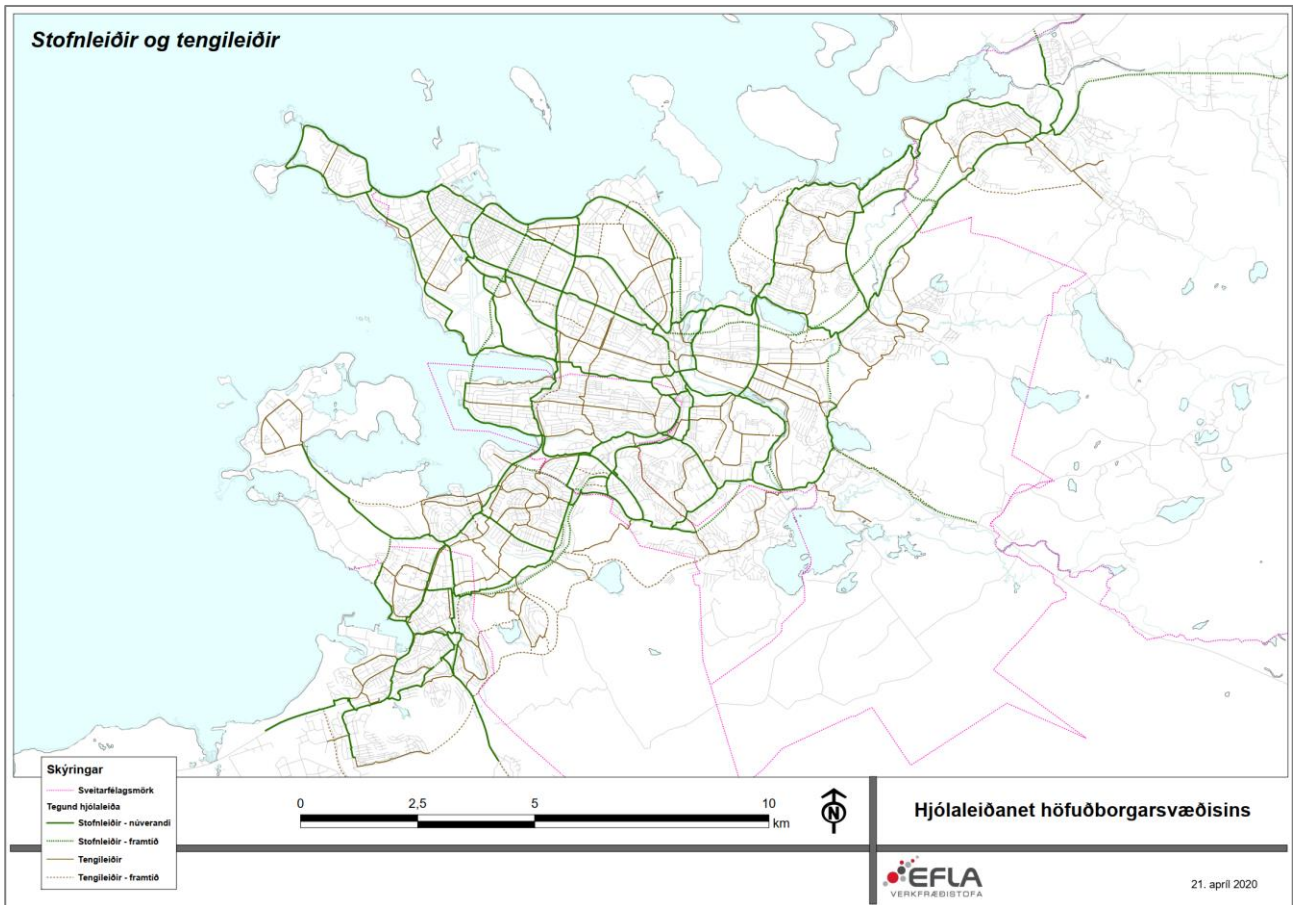 Stofnleiðir og tengileiðir
Skýringar
Sveitarfélagsmörk
Tegund hjólaleiða
Stofnleiðir - núverandi
Stofnleiðir - framtíð
Tengileiðir
Tengileiðir - framtíð
0 2,5 5 10
km
N
Hjólaleiðanet höfuðborgarsvæðisins
EFLA
VERKFRÆÐISTOFA
21. apríl 2020